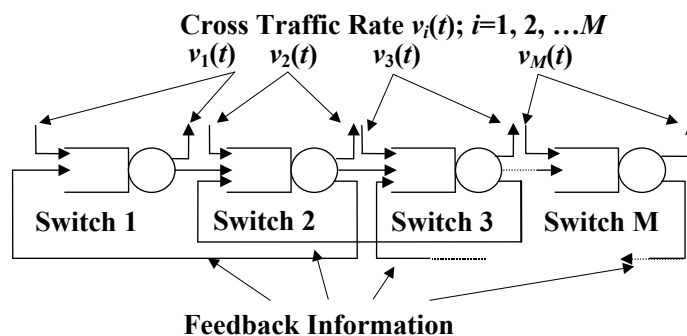 Cross Traffic Rate v_i(t); i=1, 2, …M
v_1(t) v_2(t) v_3(t) v_M(t)
Switch 1 Switch 2 Switch 3 Switch M
Feedback Information